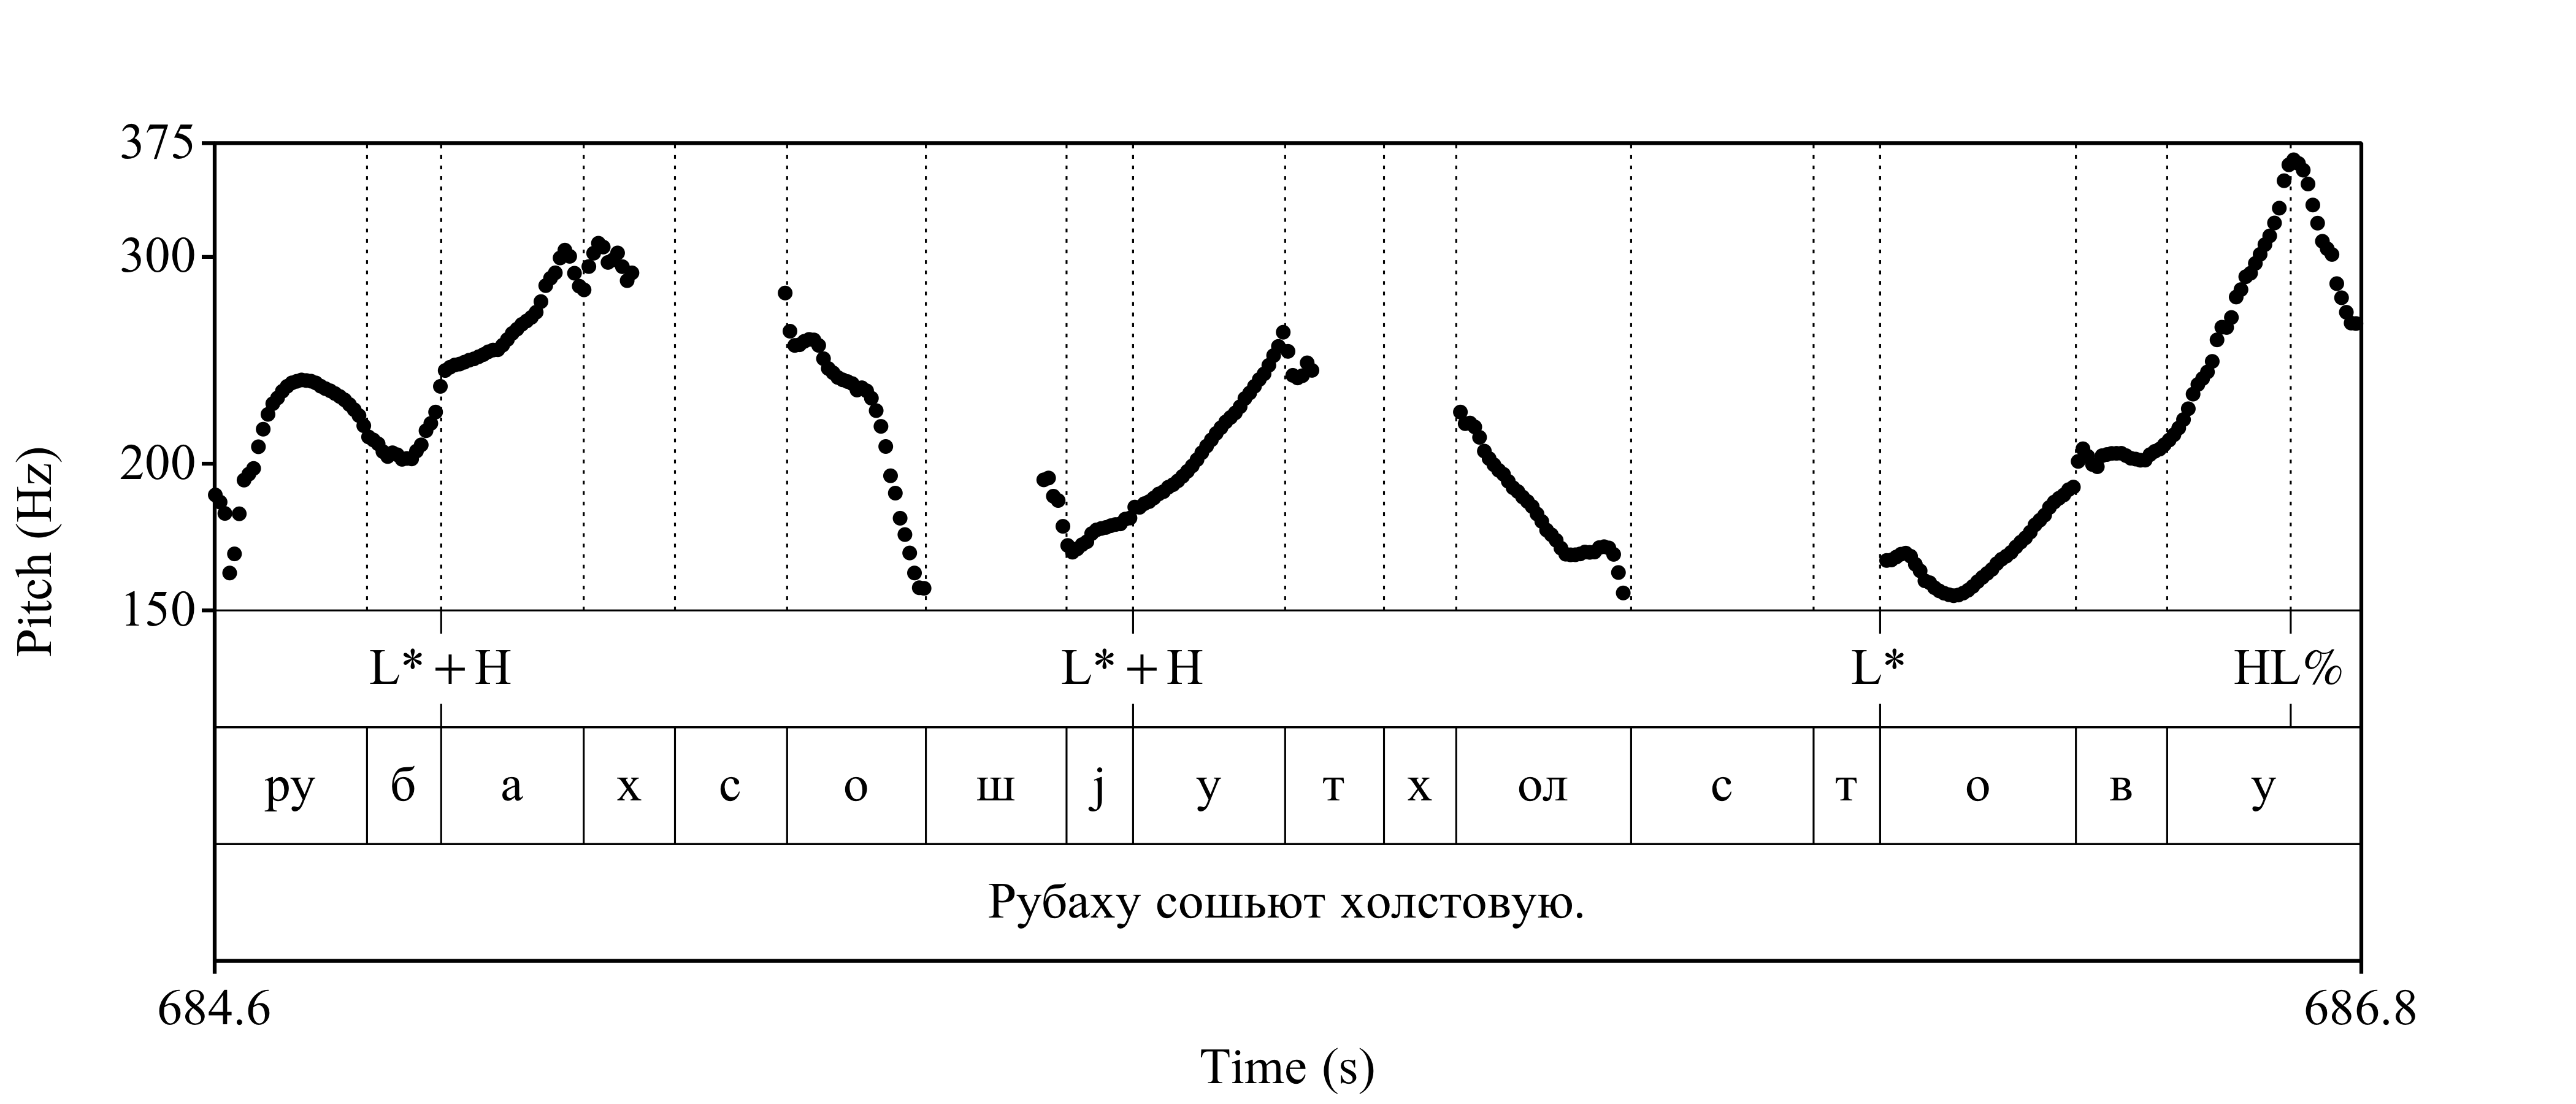 375
300
200
150
Pitch (Hz)
L*+H L*+H L* HL%
ру б а х с о ш j у т х ол с т о в у
Рубаху сошьют холстовую.
684.6 686.8
Time (s)